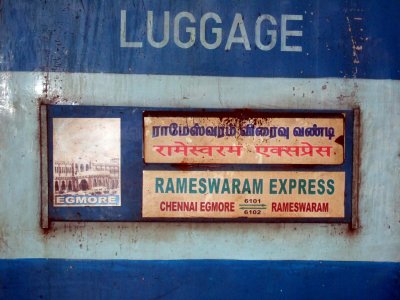 LUGGAGE
ராமேஸ்வரம் விரைவு வண்டி
रामेस्वरम एक्सप्रेस
RAMESWARAM EXPRESS
CHENNAI EGMORE 6101 RAMESWARAM
6102
EGMORE